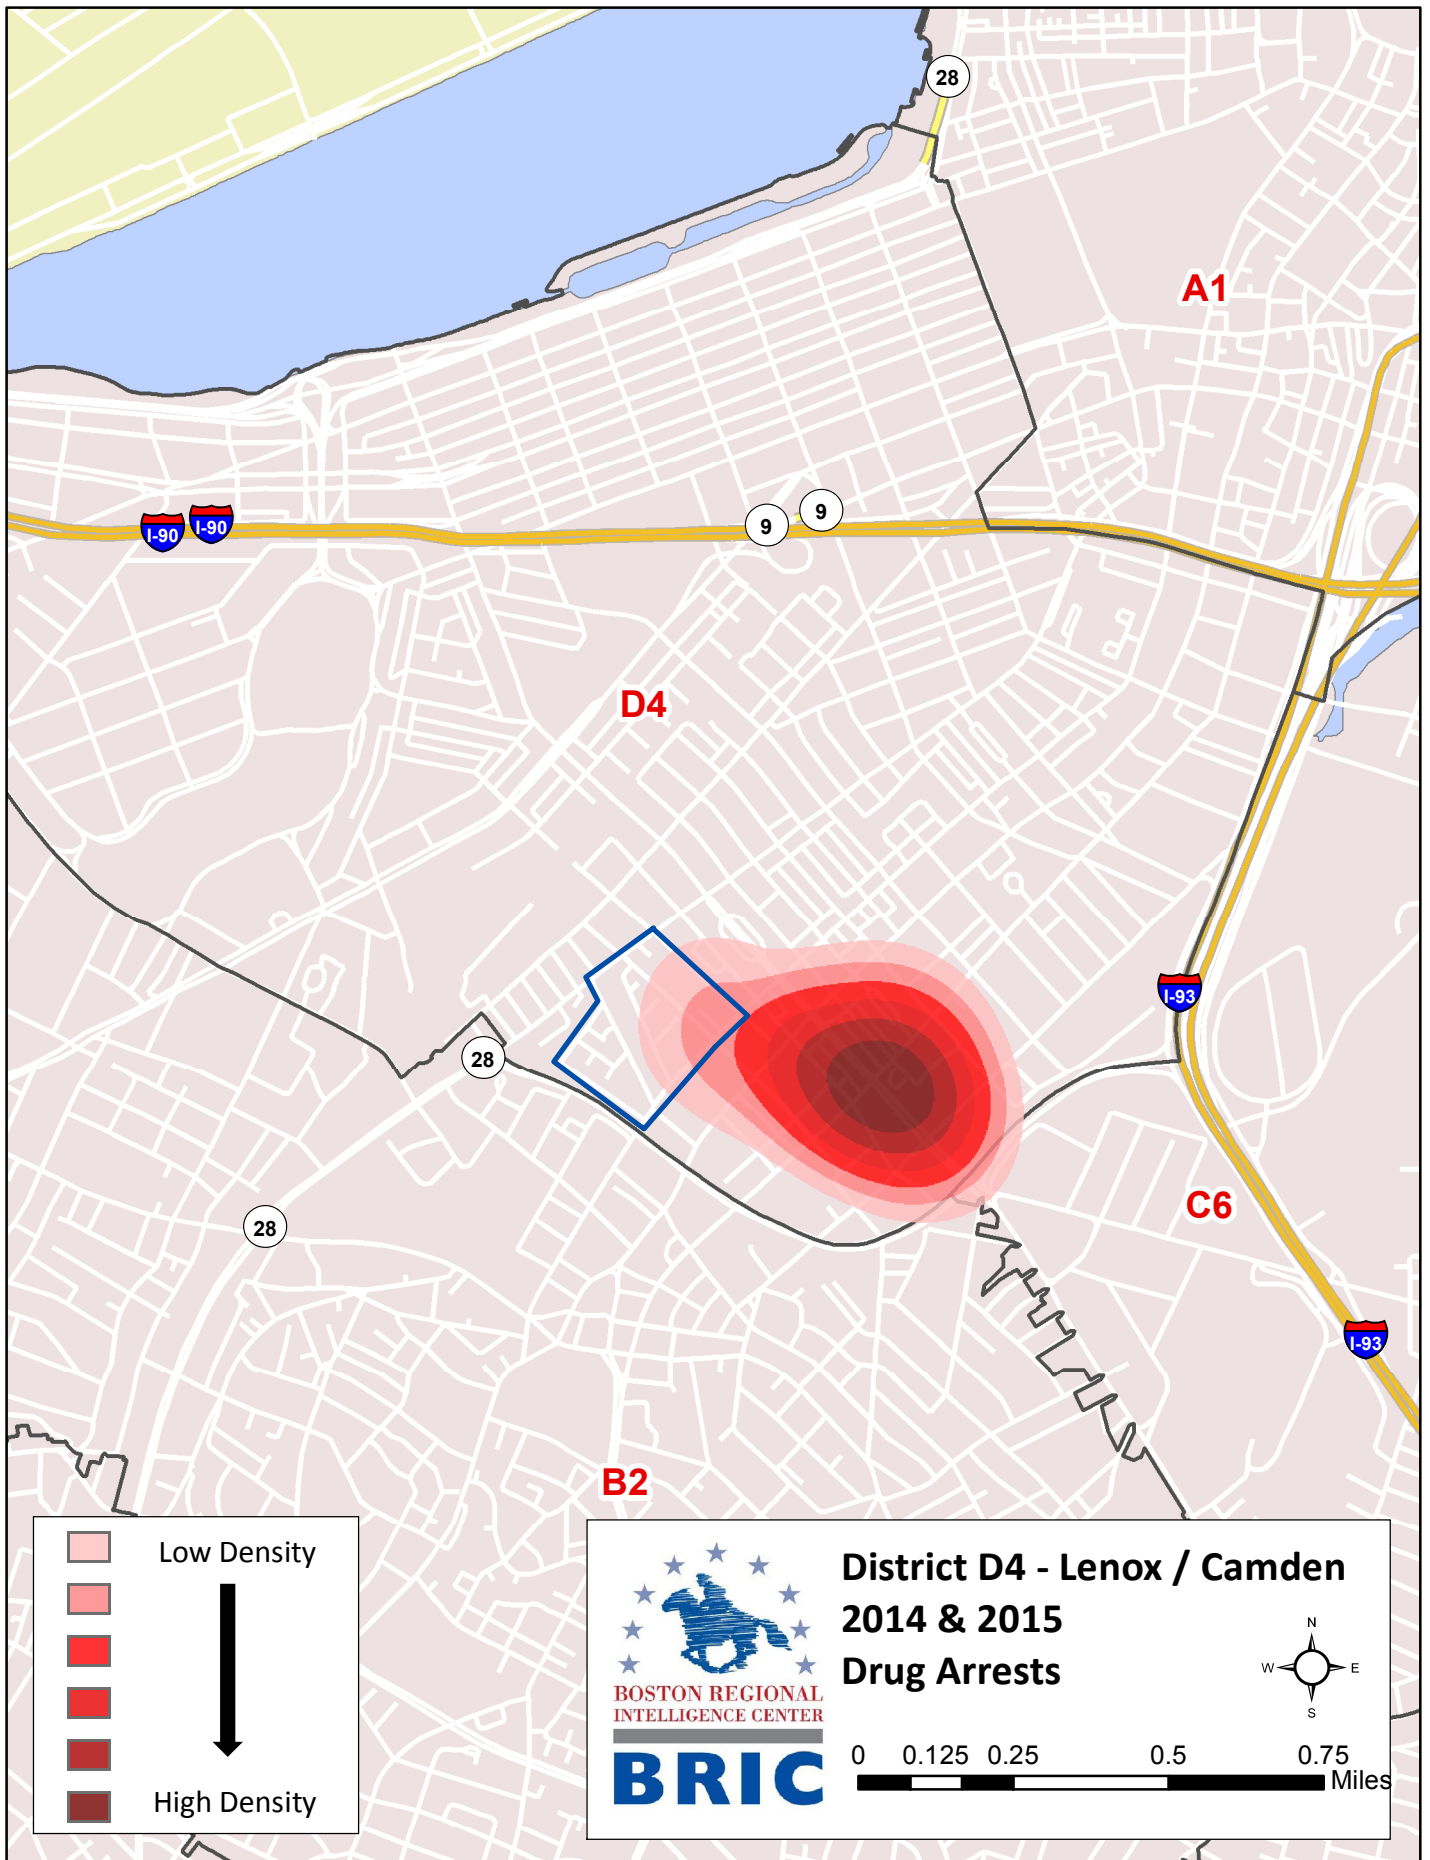 28
A1
I-90
I-90
9
9
D4
I-93
28
C6
28
I-93
B2
Low Density
High Density
District D4 - Lenox / Camden
2014 & 2015
Drug Arrests
N
W
E
S
BOSTON REGIONAL
INTELLIGENCE CENTER
BRIC
0 0.125 0.25 0.5 0.75
Miles